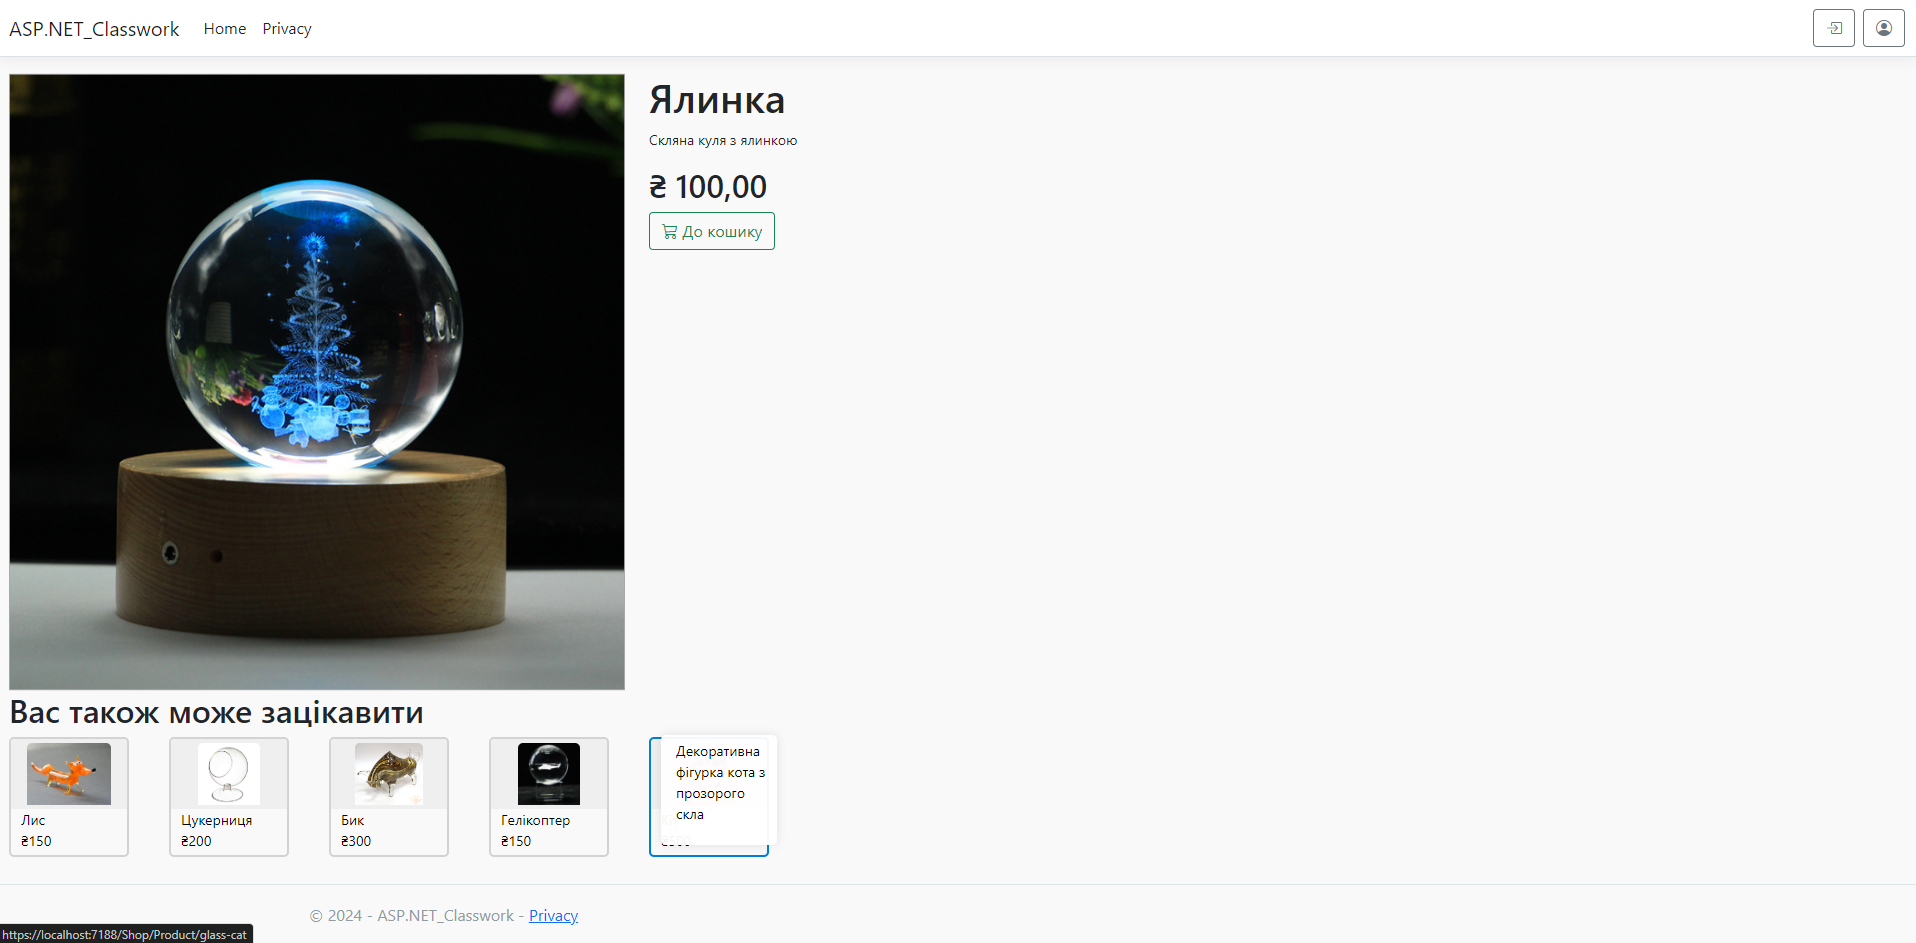 ASP.NET_Classwork Home Privacy
Ялинка
Скляна куля з ялинкою
₴ 100,00
До кошику
Вас також може зацікавити
Лис
₴150
Цукерниця
₴200
Бик
₴300
Гелікоптер
₴150
Декоративна
фігурка кота з
прозорого
скла
© 2024 - ASP.NET_Classwork - Privacy
https://localhost:7188/Shop/Product/glass-cat